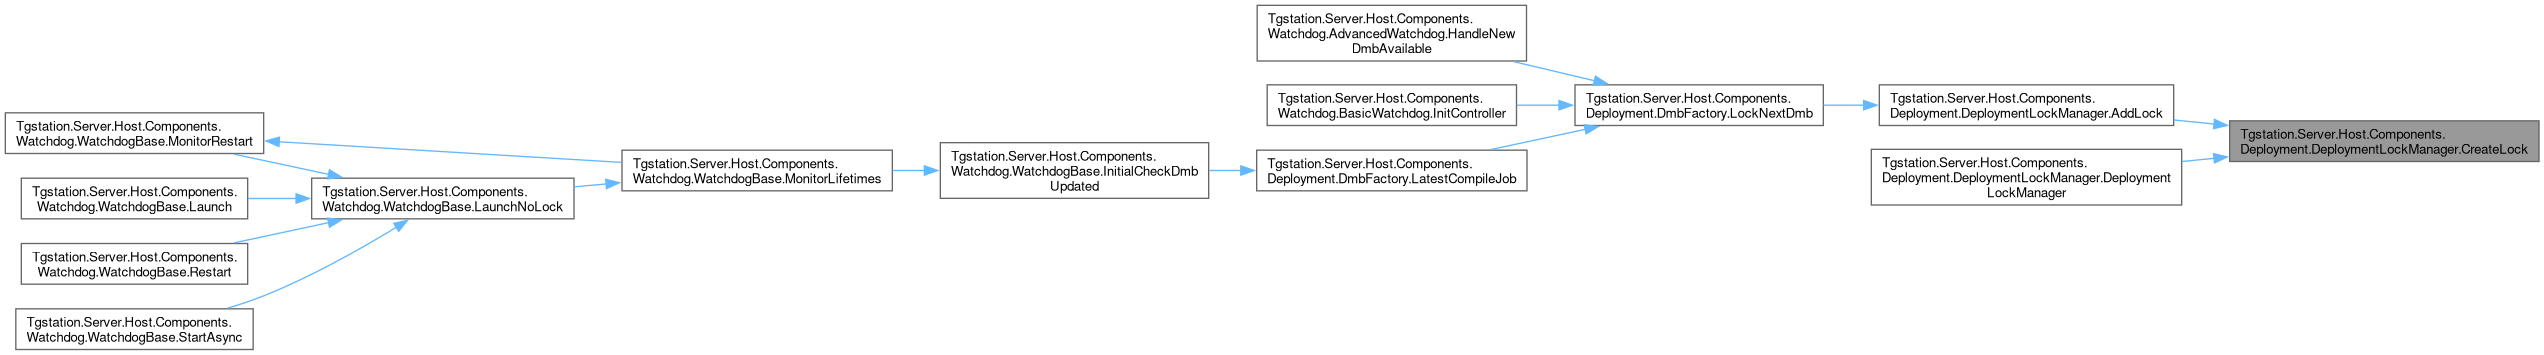 Tgstation.Server.Host.Components.
Watchdog.WatchdogBase.MonitorRestart
Tgstation.Server.Host.Components.
Watchdog.WatchdogBase.Launch
Tgstation.Server.Host.Components.
Watchdog.WatchdogBase.Restart
Tgstation.Server.Host.Components.
Watchdog.WatchdogBase.StartAsync
Tgstation.Server.Host.Components.
Watchdog.WatchdogBase.LaunchNoLock
Tgstation.Server.Host.Components.
Watchdog.WatchdogBase.MonitorLifetimes
Tgstation.Server.Host.Components.
Watchdog.WatchdogBase.InitialCheckDmb
Updated
Tgstation.Server.Host.Components.
Watchdog.AdvancedWatchdog.HandleNew
DmbAvailable
Tgstation.Server.Host.Components.
Watchdog.BasicWatchdog.InitController
Tgstation.Server.Host.Components.
Deployment.DmbFactory.LatestCompileJob
Tgstation.Server.Host.Components.
Deployment.DmbFactory.LockNextDmb
Tgstation.Server.Host.Components.
Deployment.DeploymentLockManager.AddLock
Tgstation.Server.Host.Components.
Deployment.DeploymentLockManager.Deployment
LockManager
Tgstation.Server.Host.Components.
Deployment.DeploymentLockManager.CreateLock